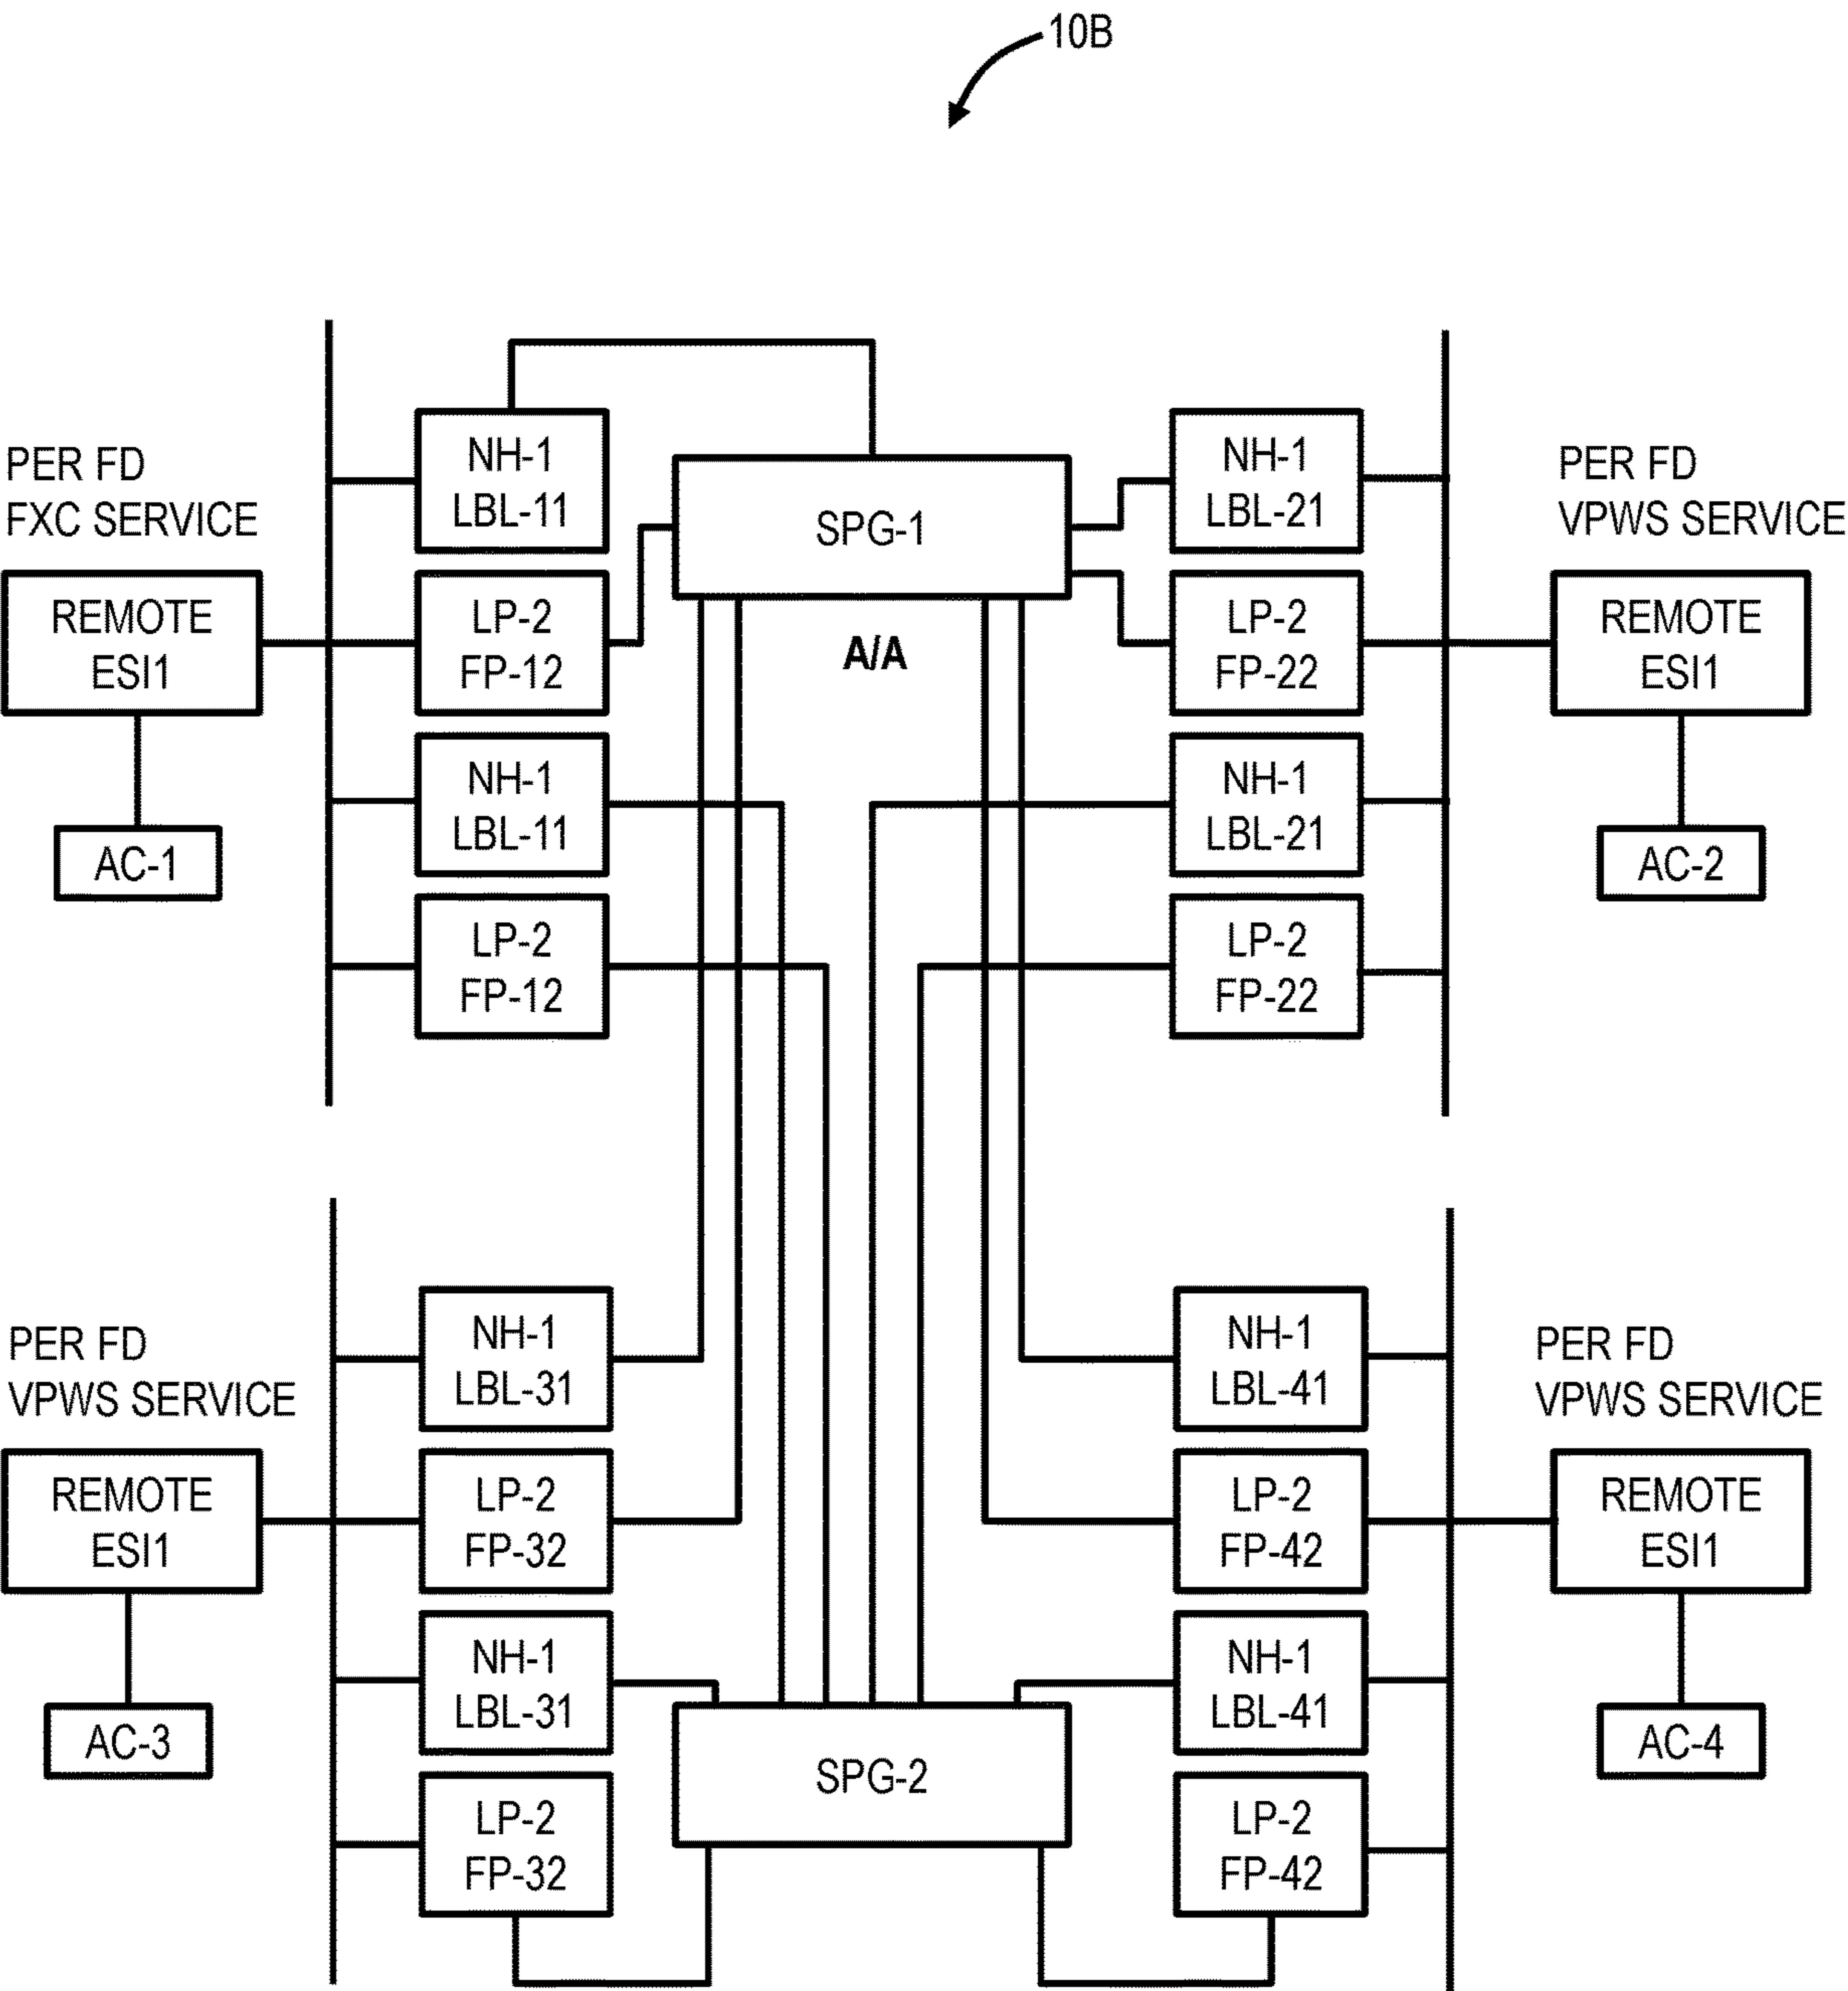 10B
PER FD
FXC SERVICE
REMOTE
ESI1
AC-1
NH-1
LBL-11
LP-2
FP-12
NH-1
LBL-11
LP-2
FP-12
SPG-1
A/A
NH-1
LBL-21
LP-2
FP-22
NH-1
LBL-21
LP-2
FP-22
PER FD
VPWS SERVICE
REMOTE
ESI1
AC-2
PER FD
VPWS SERVICE
REMOTE
ESI1
AC-3
NH-1
LBL-31
LP-2
FP-32
NH-1
LBL-31
LP-2
FP-32
SPG-2
NH-1
LBL-41
LP-2
FP-42
NH-1
LBL-41
LP-2
FP-42
PER FD
VPWS SERVICE
REMOTE
ESI1
AC-4